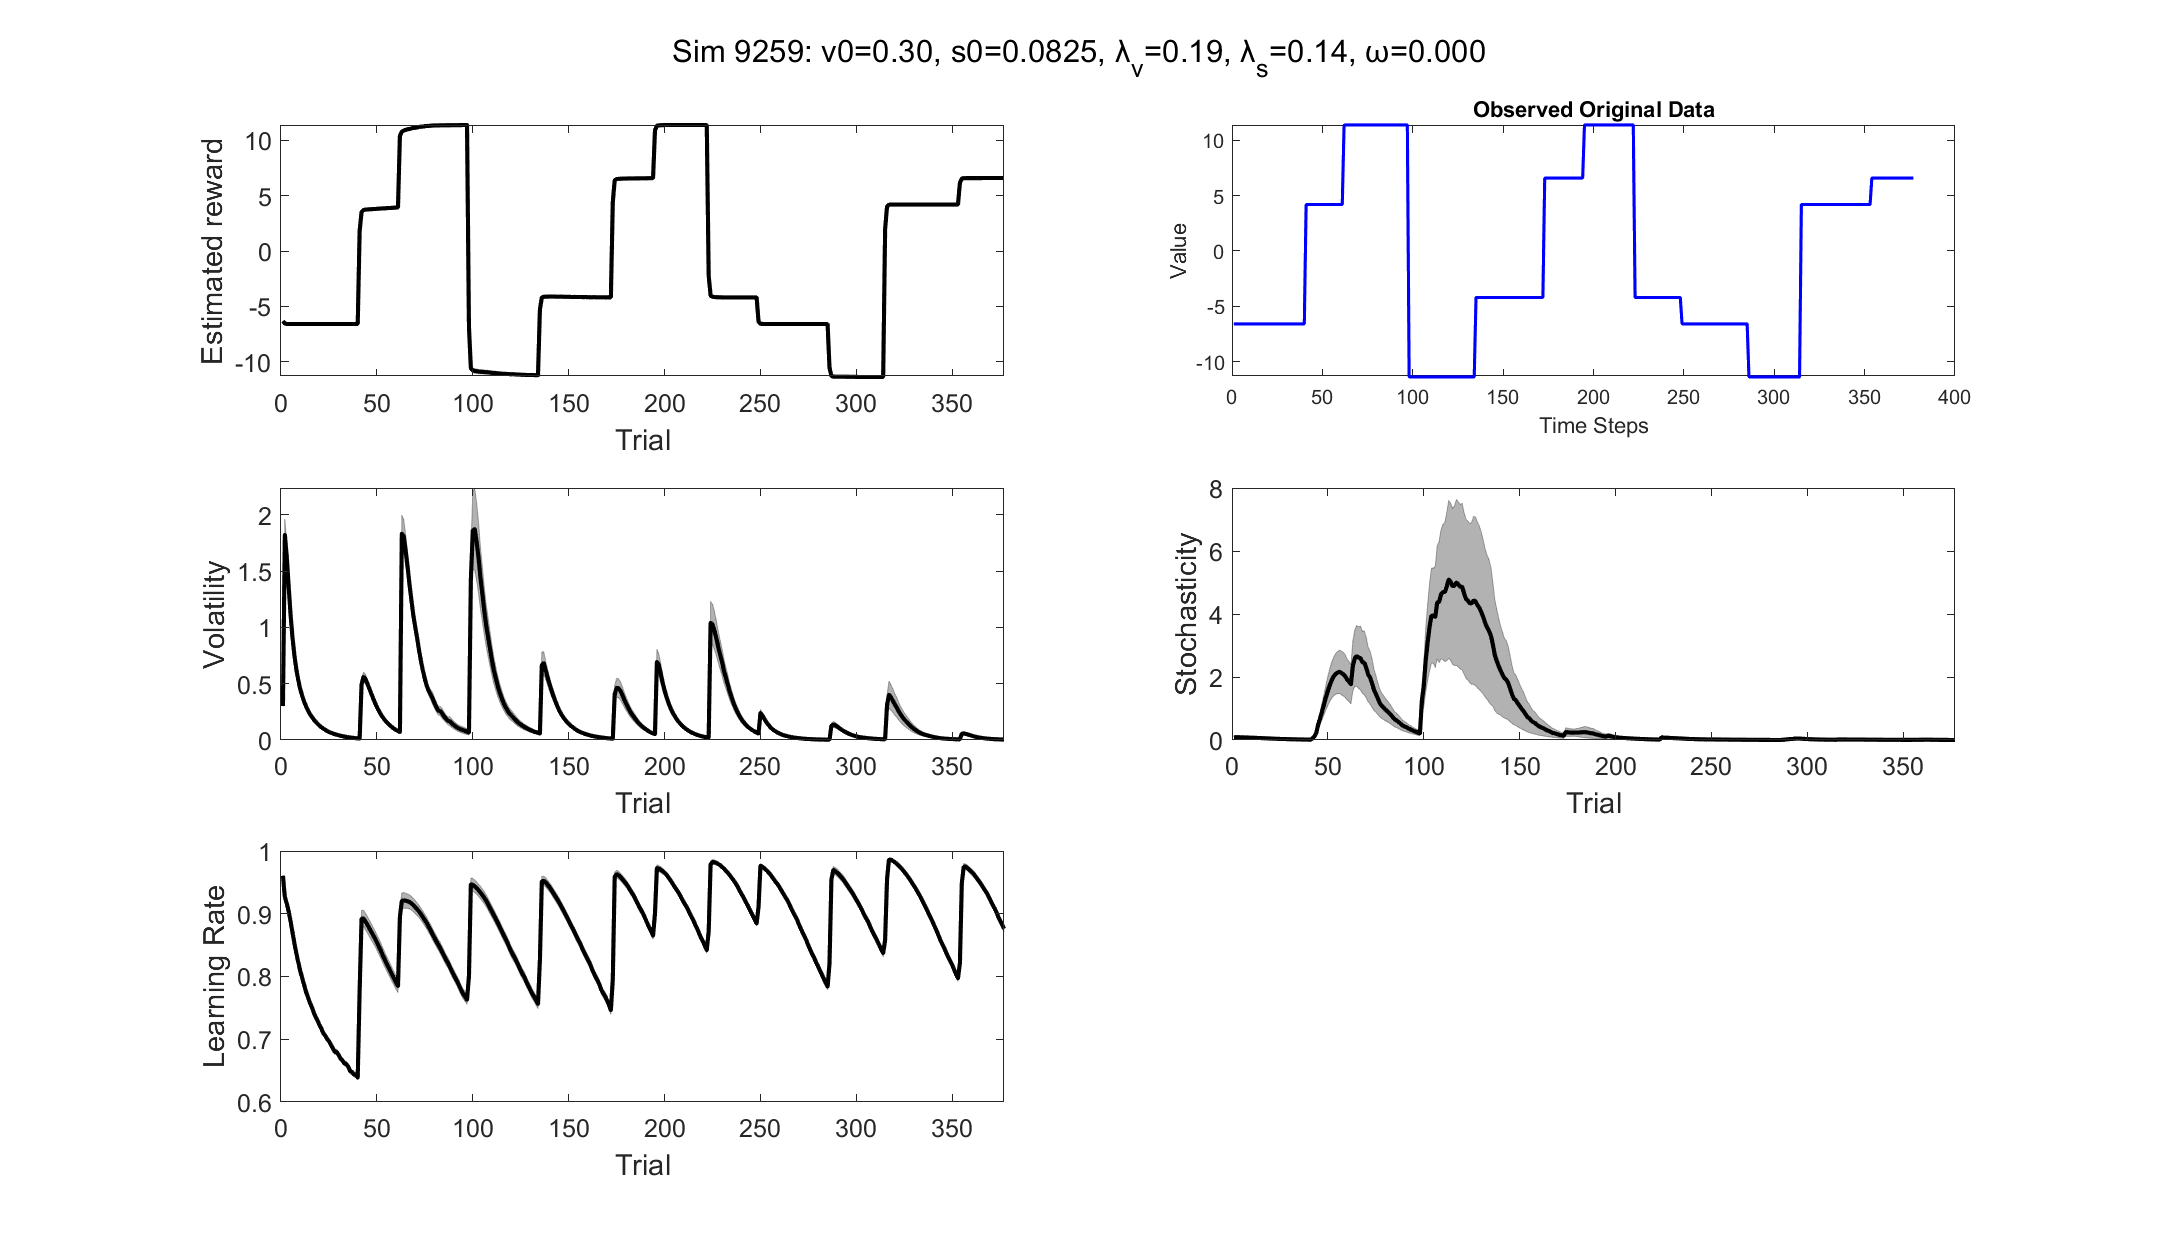 Sim 9259: v0=0.30, s0=0.0825, λv=0.19, λs=0.14, ω=0.000
Estimated reward
10
5
0
-5
-10
0 50 100 150 200 250 300 350
Trial
Observed Original Data
Value
10
5
0
-5
-10
0 50 100 150 200 250 300 350 400
Time Steps
Volatility
2
1.5
1
0.5
0
0 50 100 150 200 250 300 350
Trial
Stochasticity
8
6
4
2
0
0 50 100 150 200 250 300 350
Trial
Learning Rate
1
0.9
0.8
0.7
0.6
0 50 100 150 200 250 300 350
Trial